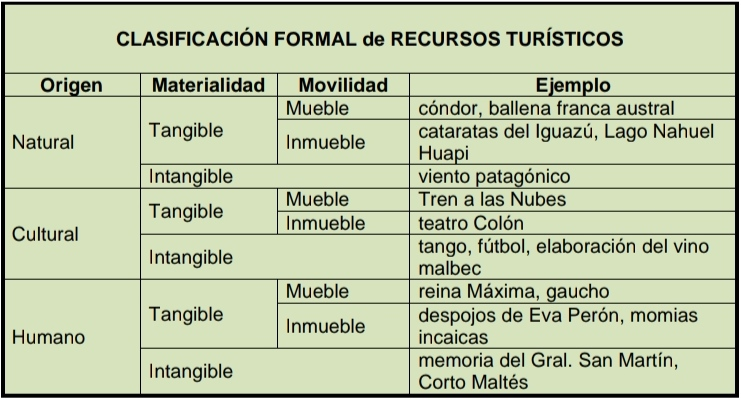 CLASIFICACIÓN FORMAL de RECURSOS TURÍSTICOS
Origen Materialidad Movilidad Ejemplo
Natural Tangible Mueble cóndor, ballena franca austral
Inmueble cataratas del Iguazú, Lago Nahuel
Huapi
Intangible viento patagónico
Cultural Tangible Mueble Tren a las Nubes
Inmueble teatro Colón
Intangible tango, fútbol, elaboración del vino
malbec
Humano Tangible Mueble reina Máxima, gaucho
Inmueble despojos de Eva Perón, momias
incaicas
Intangible memoria del Gral. San Martín,
Corto Maltés